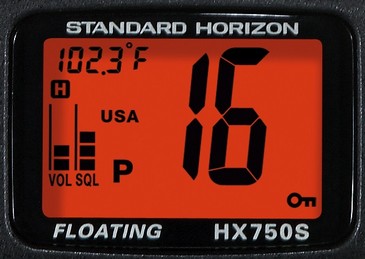 STANDARD HORIZON
102.3°F
16
H
USA
P
VOL SQL
FLOATING HX750S